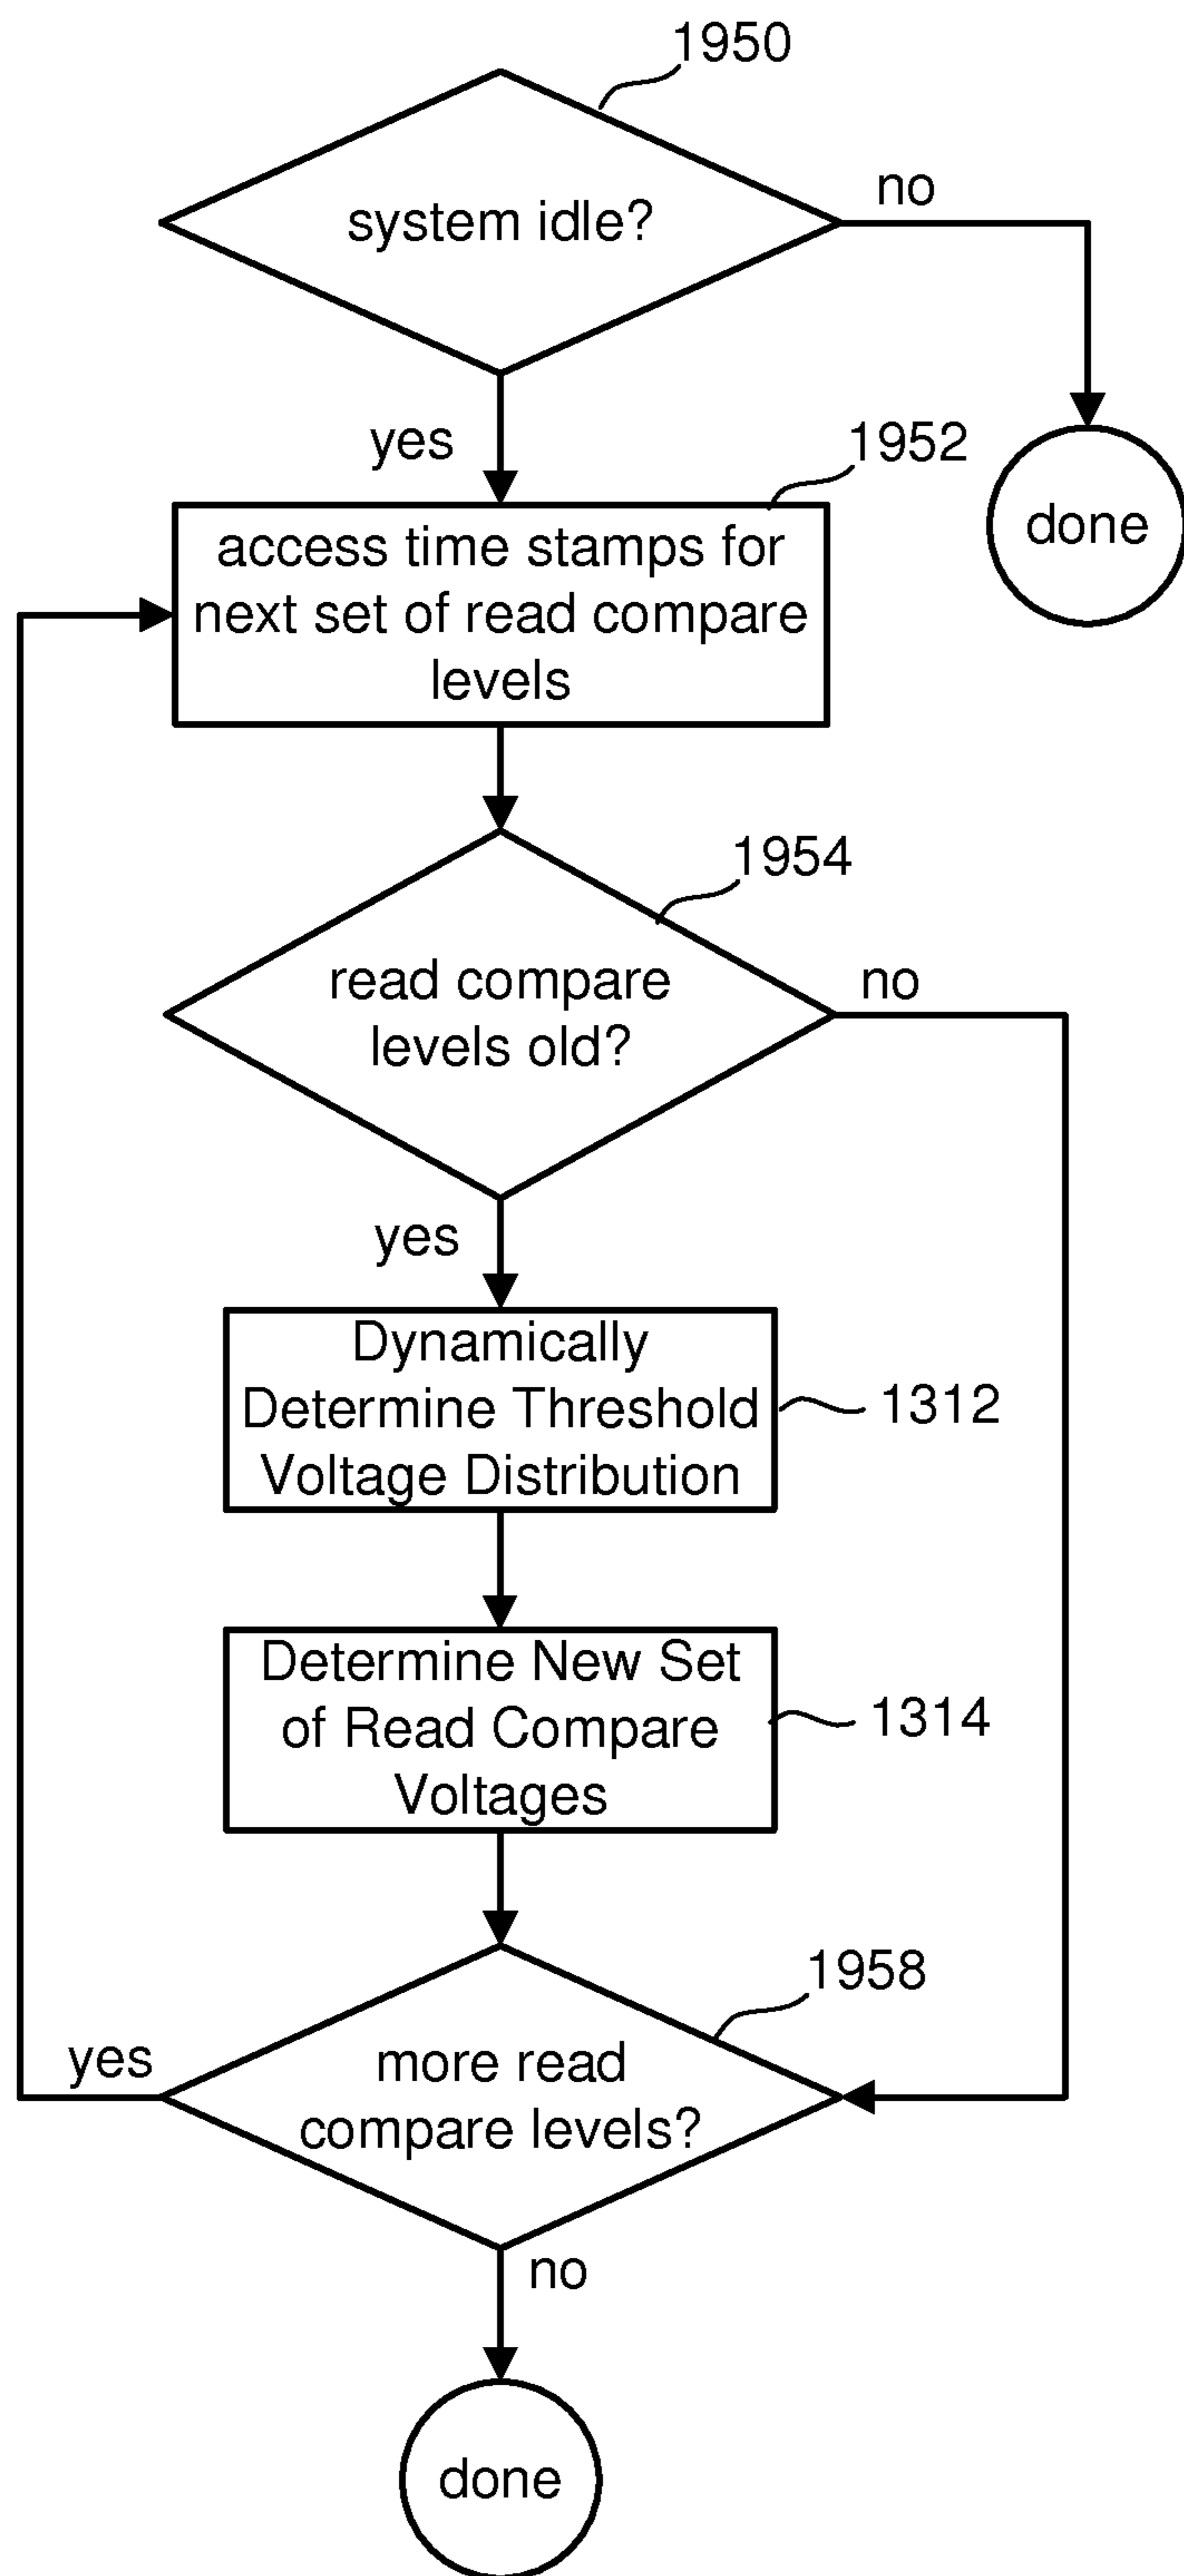 1950
system idle?
no
yes
1952
done
access time stamps for
next set of read compare
levels
1954
read compare
levels old?
no
yes
Dynamically
Determine Threshold
Voltage Distribution
1312
Determine New Set
of Read Compare
Voltages
1314
1958
yes
more read
compare levels?
no
done